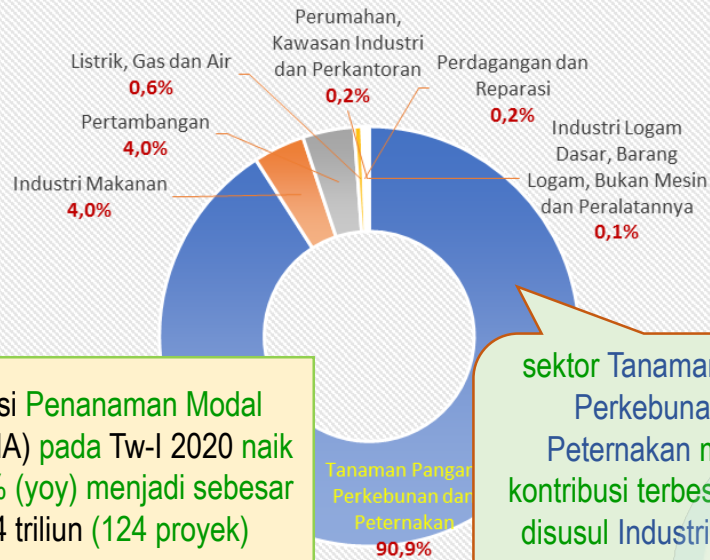 Perumahan,
Kawasan Industri
dan Perkantoran
0,2%
Listrik, Gas dan Air
0,6%
Perdagangan dan
Reparasi
0,2%
Pertambangan
4,0%
Industri Logam
Dasar, Barang
Logam, Bukan Mesin
dan Peralatannya
0,1%
Industri Makanan
4,0%
si Penanaman Modal
IA) pada Tw-I 2020 naik
% (yoy) menjadi sebesar
4 triliun (124 proyek)
Tanaman Pangan
Perkebunan dan
Peternakan
90,9%
sektor Tanaman
Perkebuna
Peternakan m
kontribusi terbes
disusul Industri